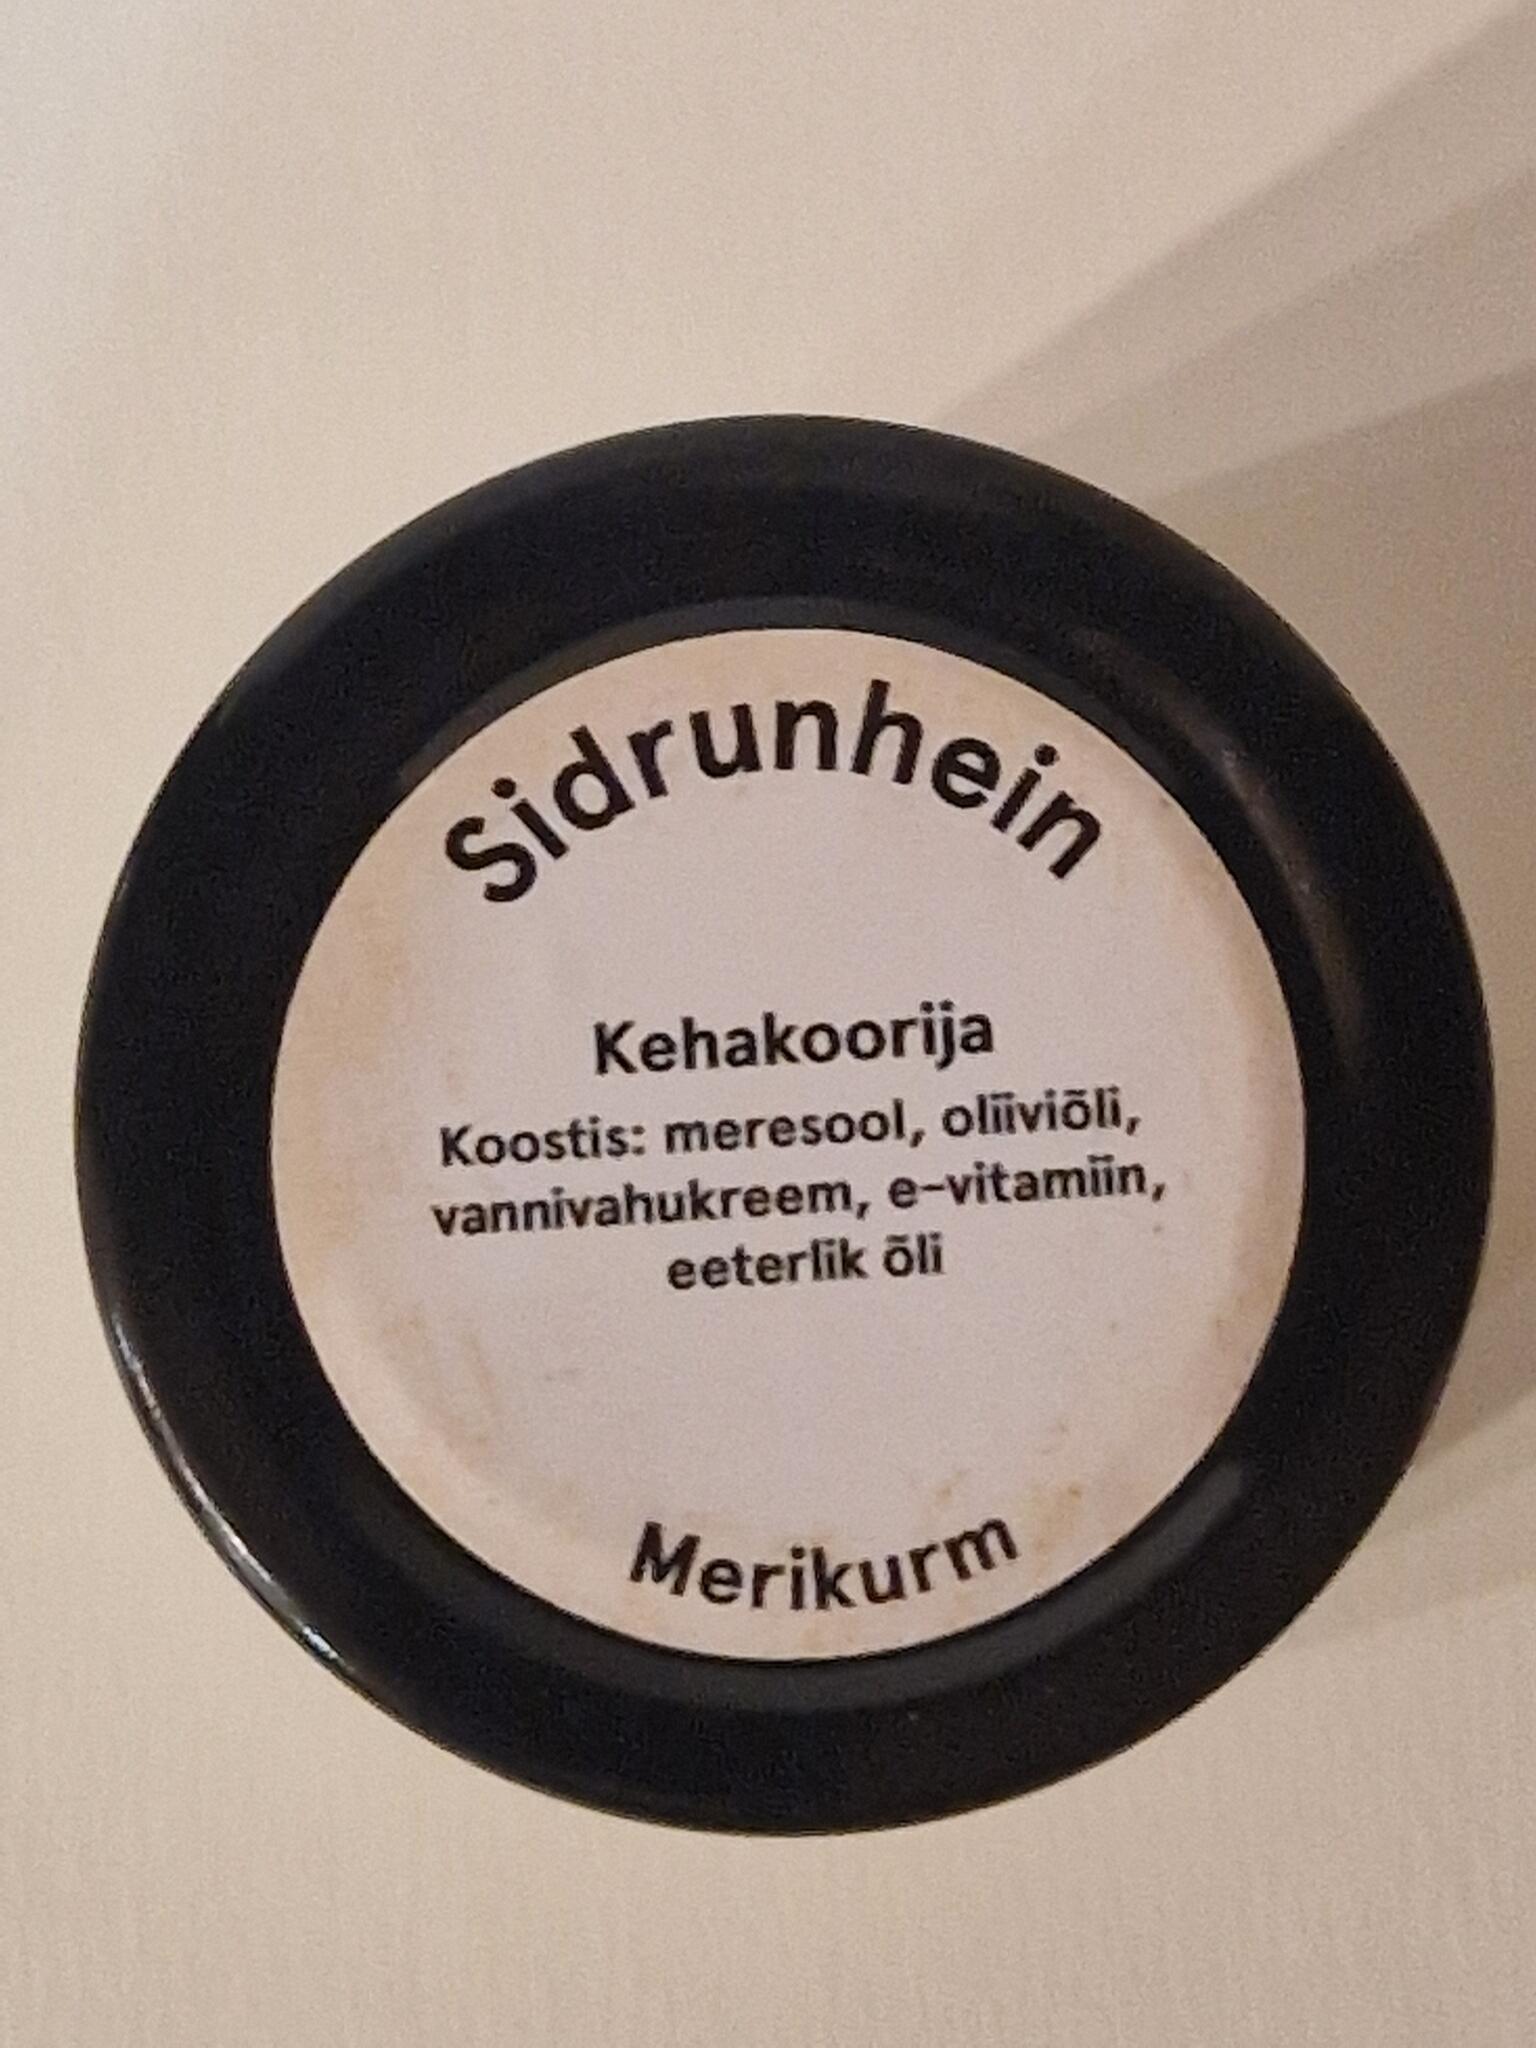 Sidrunhein
Kehakoorija
Koostis: meresool, oliiviõli,
vannivahukreem, e-vitamiin,
eeterlik õli
Merikurm